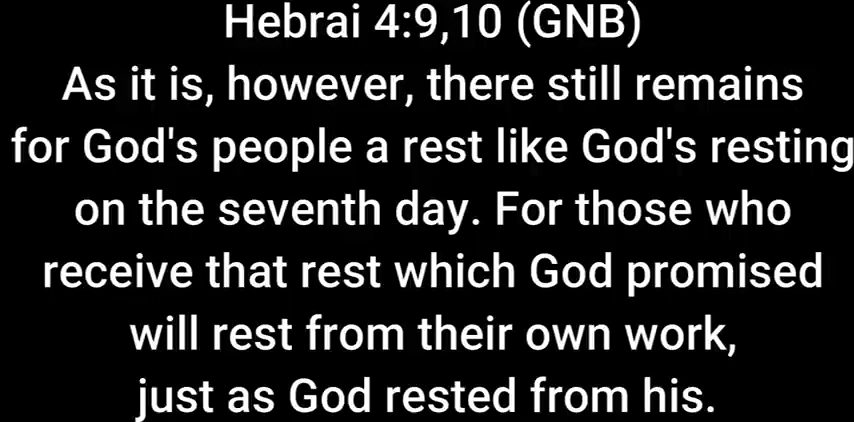 Hebrai 4:9,10 (GNB)
As it is, however, there still remains
for God's people a rest like God's resting
on the seventh day. For those who
receive that rest which God promised
will rest from their own work,
just as God rested from his.